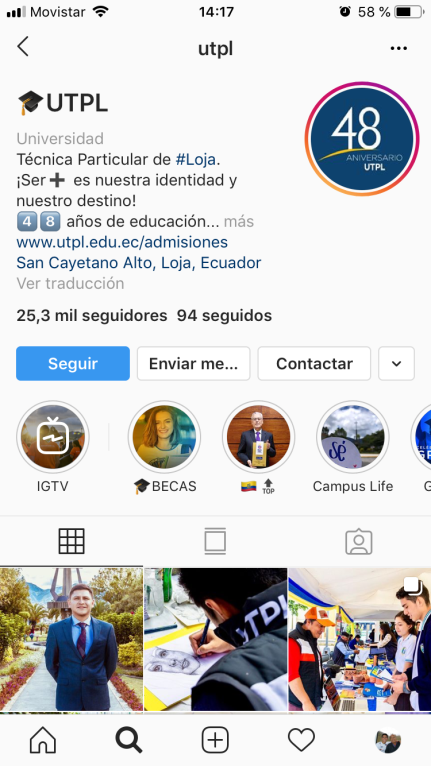 Movistar 14:17 58 %
utpl
🎓UTPL
Universidad
Técnica Particular de #Loja.
¡Ser➕ es nuestra identidad y
nuestro destino!
4️⃣8️⃣ años de educación... más
www.utpl.edu.ec/admisiones
San Cayetano Alto, Loja, Ecuador
Ver traducción
48
ANIVERSARIO
UTPL
25,3 mil seguidores 94 seguidos
Seguir Enviar me... Contactar
sé
IGTV 🎓BECAS 🇪🇨🔝 Campus Life G
UTPL